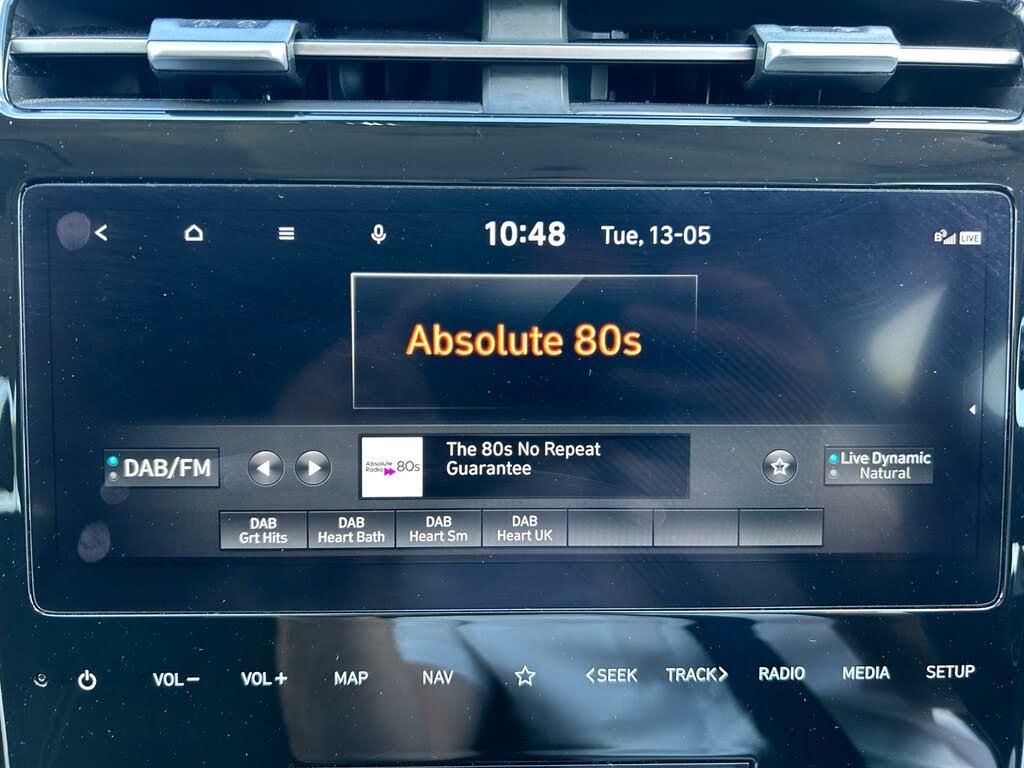 10:48 Tue, 13-05
B LIVE
Absolute 80s
DAB/FM
Absolute
Radio 80s
The 80s No Repeat
Guarantee
Live Dynamic
Natural
DAB
Grt Hits
DAB
Heart Bath
DAB
Heart Sm
DAB
Heart UK
VOL− VOL+ MAP NAV <SEEK TRACK> RADIO MEDIA SETUP